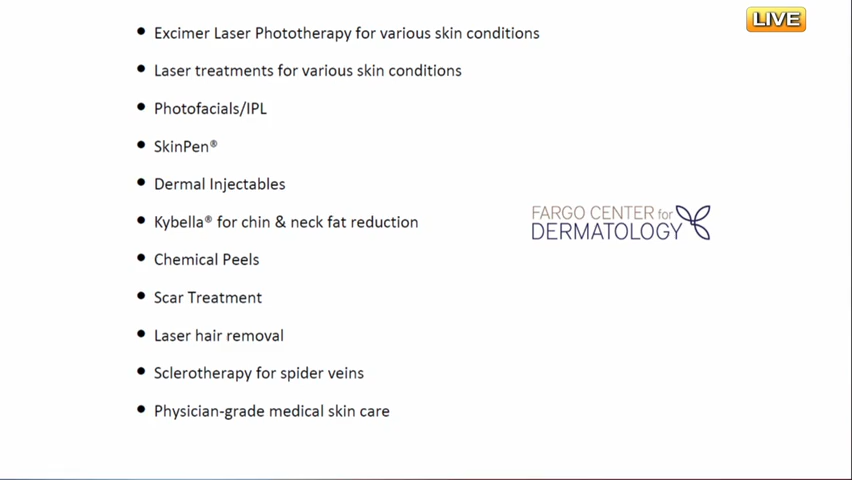 LIVE
• Excimer Laser Phototherapy for various skin conditions
• Laser treatments for various skin conditions
• Photofacials/IPL
• SkinPen®
• Dermal Injectables
• Kybella® for chin & neck fat reduction
• Chemical Peels
• Scar Treatment
• Laser hair removal
• Sclerotherapy for spider veins
• Physician-grade medical skin care
FARGO CENTER for
DERMATOLOGY